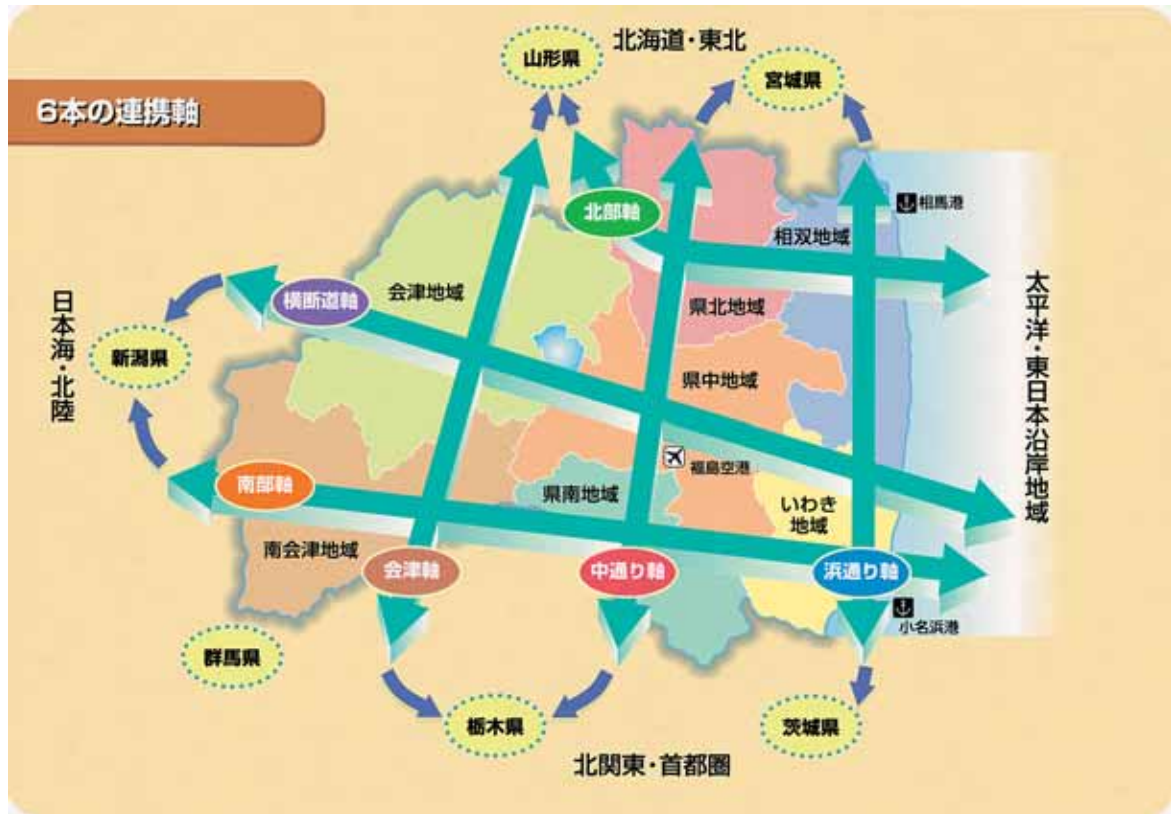 6本の連携軸
山形県
北海道・東北
宮城県
北部軸
相馬港
相双地域
横断道軸
会津地域
県北地域
日本海・北陸
新潟県
県中地域
太平洋・東日本沿岸地域
福島空港
南部軸
県南地域
いわき
地域
南会津地域
会津軸
中通り軸
浜通り軸
小名浜港
群馬県
栃木県
茨城県
北関東・首都圏